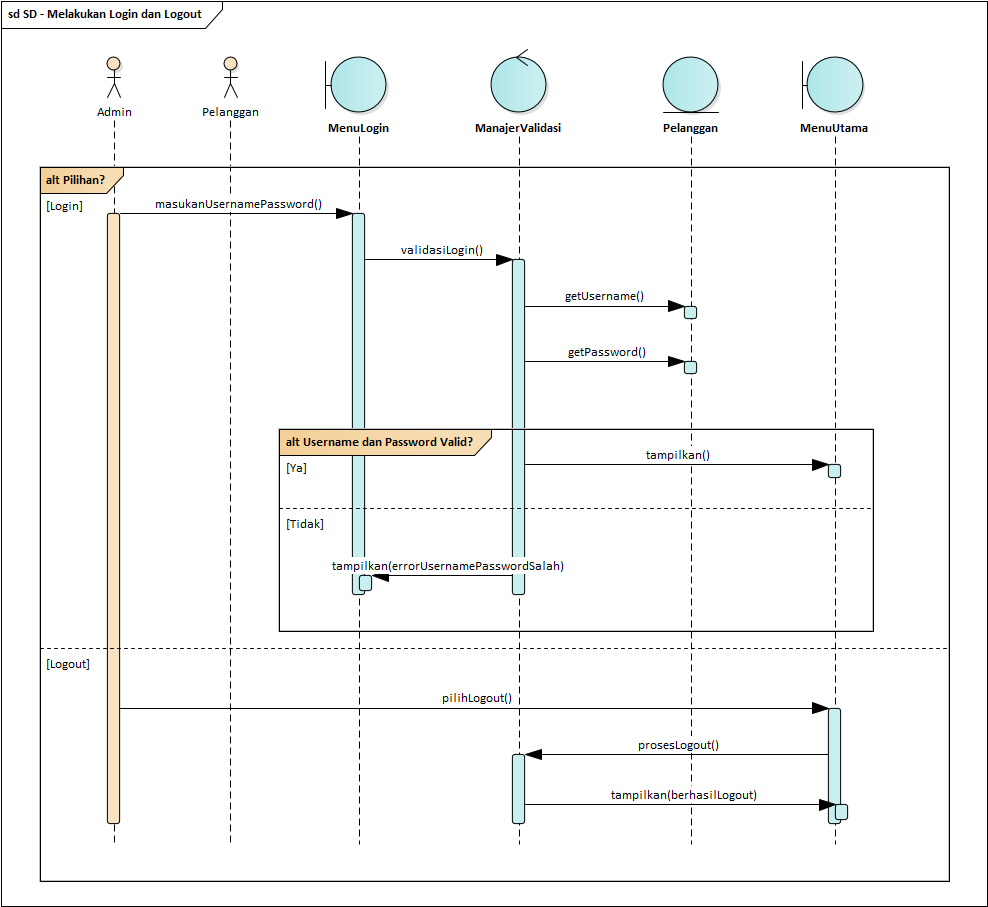 sd SD - Melakukan Login dan Logout
Admin
Pelanggan
MenuLogin
ManajerValidasi
Pelanggan
MenuUtama
alt Pilihan?
[Login]
masukanUsernamePassword()
validasiLogin()
getUsername()
getPassword()
alt Username dan Password Valid?
[Ya]
tampilkan()
[Tidak]
tampilkan(errorUsernamePasswordSalah)
[Logout]
pilihLogout()
prosesLogout()
tampilkan(berhasilLogout)